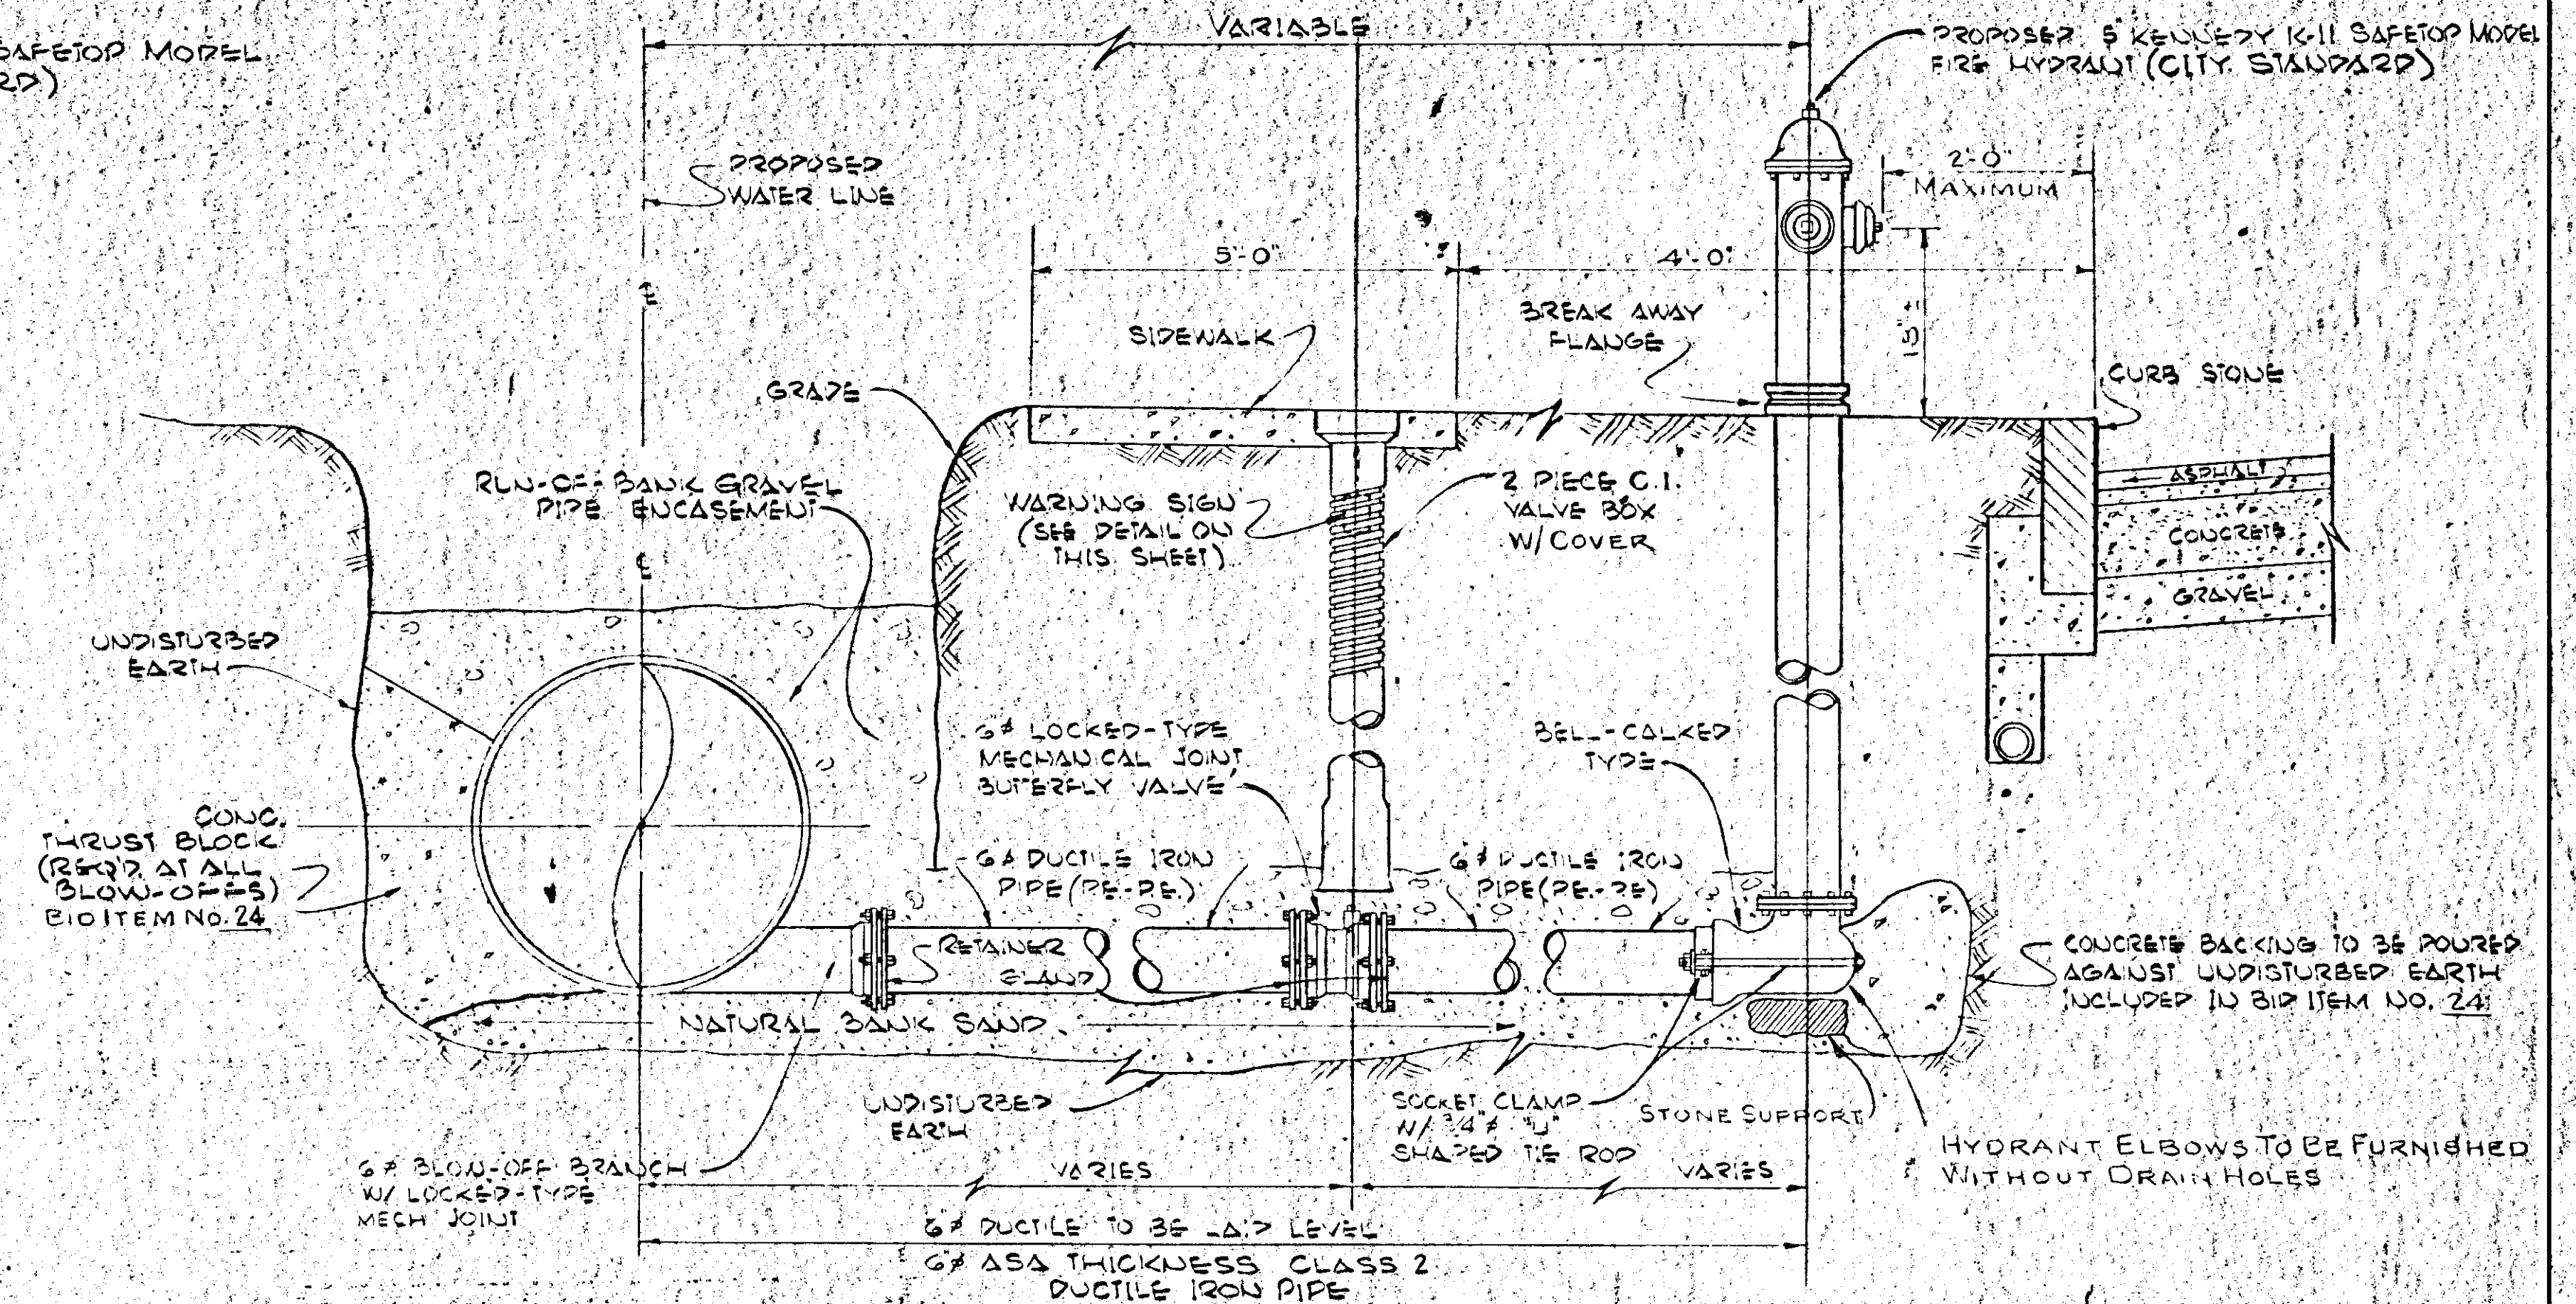 SAFETOP MODEL
RD)
VARIABLE
PROPOSED 5" KENNEDY K-11 SAFETOP MODEL
FIRE HYDRANT (CITY STANDARD)
PROPOSED
WATER LINE
2'-0"
MAXIMUM
5'-0"
4'-0"
SIDEWALK
BREAK AWAY
FLANGE
CURB STONE
GRADE
RUN-OF-BANK GRAVEL
PIPE ENCASEMENT
WARNING SIGN
(SEE DETAIL ON
THIS SHEET)
2 PIECE C.I.
VALVE BOX
W/COVER
ASPHALT
CONCRETE
GRAVEL
UNDISTURBED
EARTH
6"ø LOCKED-TYPE
MECHANICAL JOINT
BUTTERFLY VALVE
BELL-CALKED
TYPE
CONC.
THRUST BLOCK
(REQ'D. AT ALL
BLOW-OFFS)
BID ITEM NO. 24
6"ø DUCTILE IRON
PIPE (P.E.-P.E.)
6"ø DUCTILE IRON
PIPE (P.E.-P.E.)
RETAINER
GLAND
CONCRETE BACKING TO BE POURED
AGAINST UNDISTURBED EARTH
INCLUDED IN BID ITEM NO. 24
NATURAL BANK SAND
UNDISTURBED
EARTH
SOCKET CLAMP
W/ 3/4"ø "U"
SHAPED TIE ROD
STONE SUPPORT
HYDRANT ELBOWS TO BE FURNISHED
WITHOUT DRAIN HOLES
6"ø BLOW-OFF BRANCH
W/ LOCKED-TYPE
MECH JOINT
VARIES
VARIES
6"ø DUCTILE TO BE LAID LEVEL
6"ø ASA THICKNESS CLASS 2
DUCTILE IRON PIPE